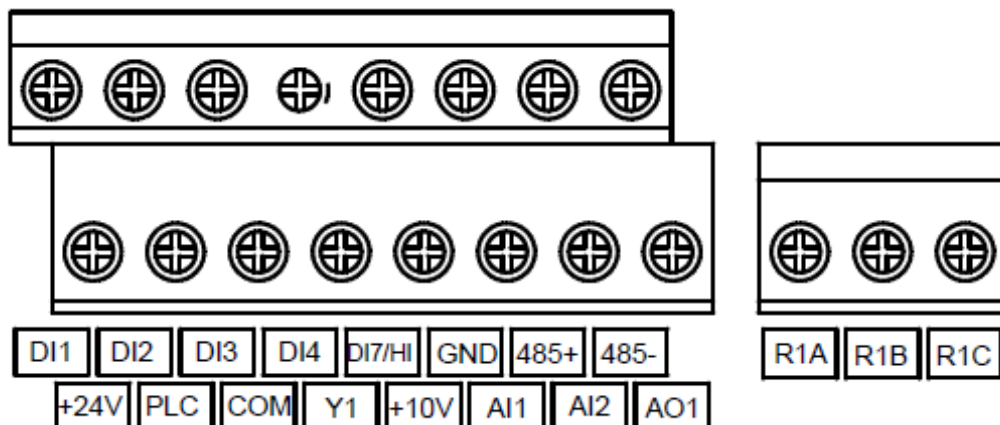 DI1 DI2 DI3 DI4 DI7/HI GND 485+ 485- R1A R1B R1C
+24V PLC COM Y1 +10V AI1 AI2 AO1